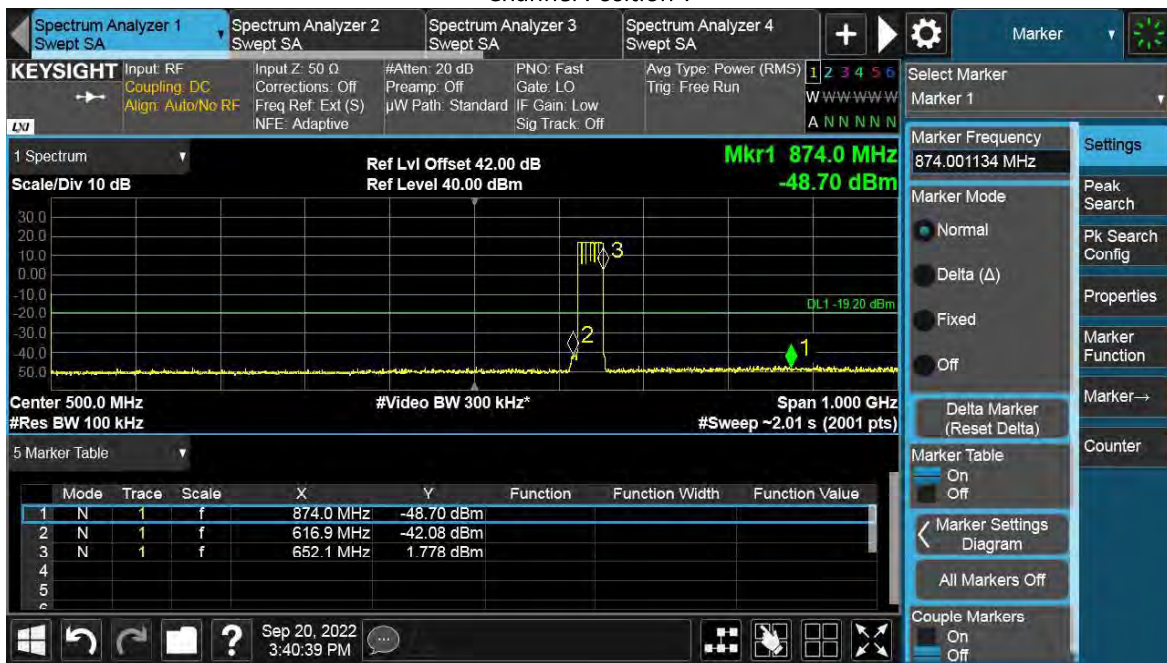 Spectrum Analyzer 1
Swept SA
Spectrum Analyzer 2
Swept SA
Spectrum Analyzer 3
Swept SA
Spectrum Analyzer 4
Swept SA
Marker
KEYSIGHT
LXI
Input: RF
Coupling: DC
Align: Auto/No RF
Input Z: 50 Ω
Corrections: Off
Freq Ref: Ext (S)
NFE: Adaptive
#Atten: 20 dB
Preamp: Off
µW Path: Standard
PNO: Fast
Gate: LO
IF Gain: Low
Sig Track: Off
Avg Type: Power (RMS)
Trig: Free Run
1 2 3 4 5 6
W W W W W W
A N N N N N
1 Spectrum
Scale/Div 10 dB
Ref Lvl Offset 42.00 dB
Ref Level 40.00 dBm
Mkr1 874.0 MHz
-48.70 dBm
30.0
20.0
10.0
0.00
-10.0
-20.0
-30.0
-40.0
50.0
3
2
1
DL1 -19.20 dBm
Center 500.0 MHz
#Res BW 100 kHz
#Video BW 300 kHz*
Span 1.000 GHz
#Sweep ~2.01 s (2001 pts)
5 Marker Table
Mode Trace Scale X Y Function Function Width Function Value
1 N 1 f 874.0 MHz -48.70 dBm
2 N 1 f 616.9 MHz -42.08 dBm
3 N 1 f 652.1 MHz 1.778 dBm
4
5
Sep 20, 2022
3:40:39 PM
Select Marker
Marker 1
Marker Frequency
874.001134 MHz
Marker Mode
Normal
Delta (Δ)
Fixed
Off
Delta Marker
(Reset Delta)
Marker Table
On
Off
Marker Settings
Diagram
All Markers Off
Couple Markers
On
Off
Settings
Peak
Search
Pk Search
Config
Properties
Marker
Function
Marker→
Counter